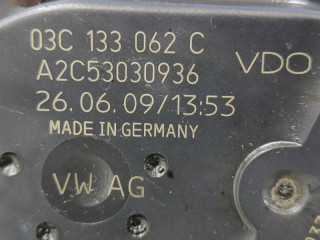 03C 133 062 C
A2C53030936
VDO
26.06.09/13:53
MADE IN GERMANY
VW AG